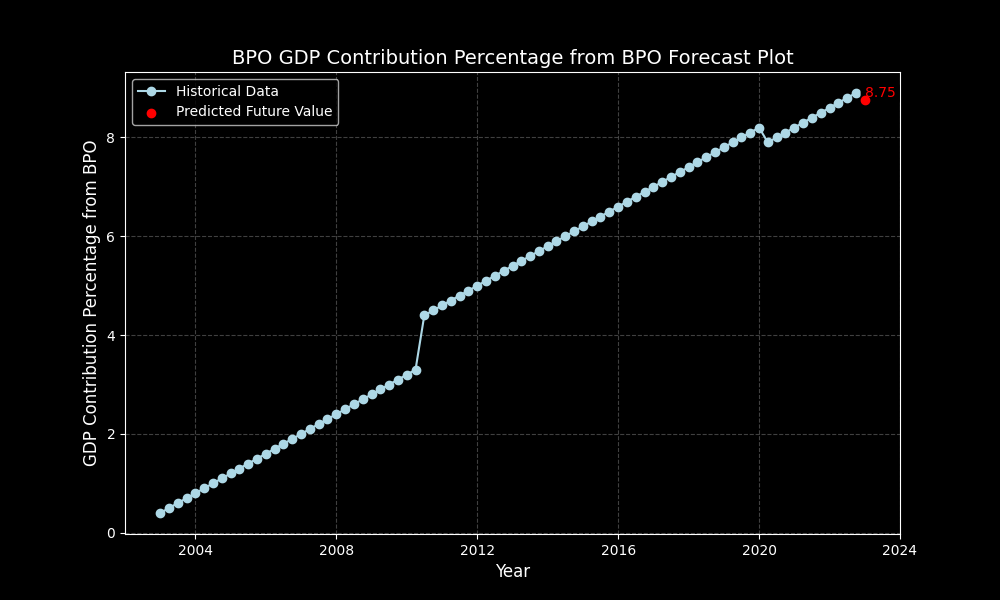 BPO GDP Contribution Percentage from BPO Forecast Plot
Historical Data
Predicted Future Value
8.75
GDP Contribution Percentage from BPO
8
6
4
2
0
2004 2008 2012 2016 2020 2024
Year